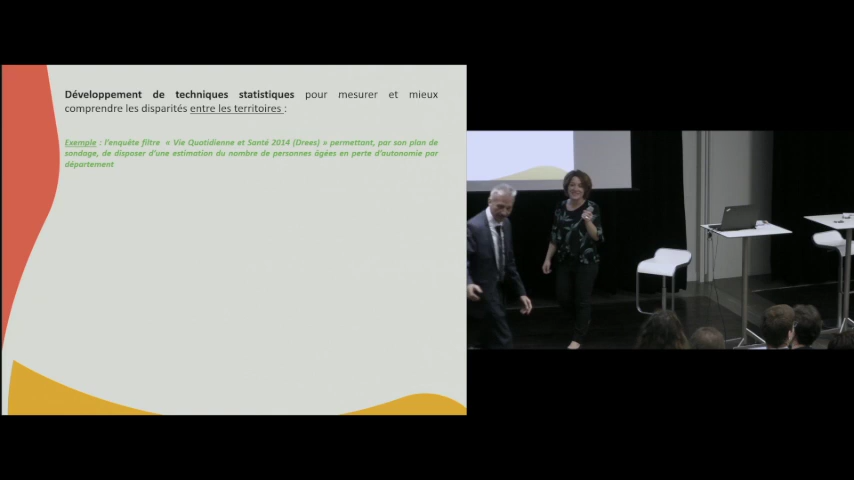 Développement de techniques statistiques pour mesurer et mieux
comprendre les disparités entre les territoires :
Exemple : l'enquête filtre « Vie Quotidienne et Santé 2014 (Drees) » permettant, par son plan de
sondage, de disposer d'une estimation du nombre de personnes âgées en perte d'autonomie par
département